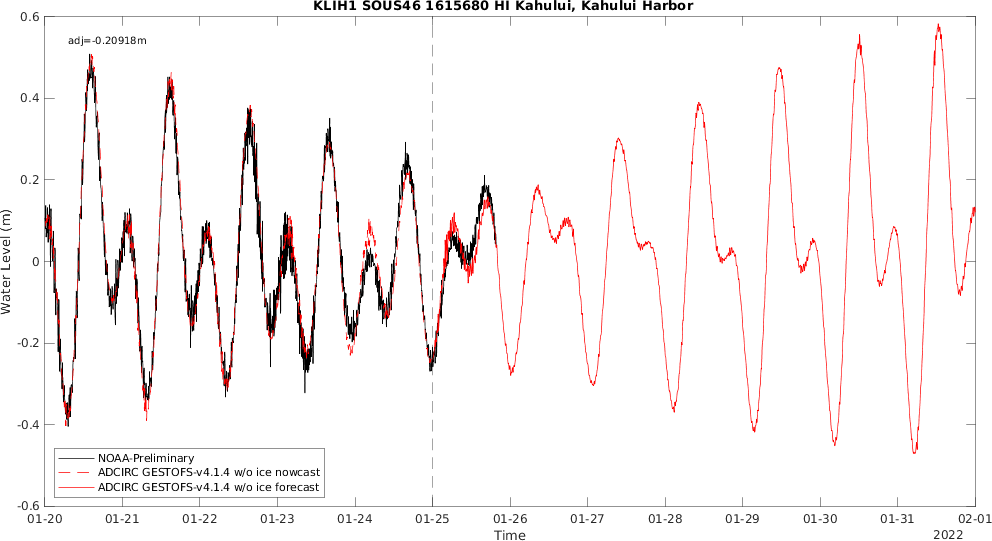 KLIH1 SOUS46 1615680 HI Kahului, Kahului Harbor
adj=-0.20918m
0.6
0.4
0.2
0
-0.2
-0.4
-0.6
Water Level (m)
NOAA-Preliminary
ADCIRC GESTOFS-v4.1.4 w/o ice nowcast
ADCIRC GESTOFS-v4.1.4 w/o ice forecast
01-20 01-21 01-22 01-23 01-24 01-25 01-26 01-27 01-28 01-29 01-30 01-31 02-01
Time
2022